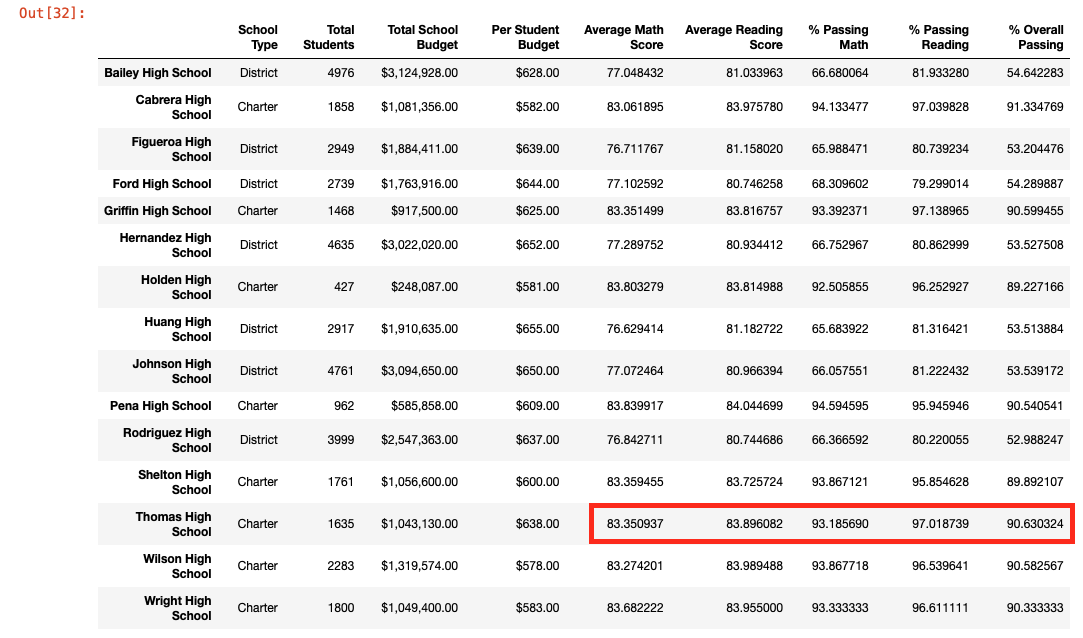 Out[32]:
School Type Total Students Total School Budget Per Student Budget Average Math Score Average Reading Score % Passing Math % Passing Reading % Overall Passing
Bailey High School District 4976 $3,124,928.00 $628.00 77.048432 81.033963 66.680064 81.933280 54.642283
Cabrera High School Charter 1858 $1,081,356.00 $582.00 83.061895 83.975780 94.133477 97.039828 91.334769
Figueroa High School District 2949 $1,884,411.00 $639.00 76.711767 81.158020 65.988471 80.739234 53.204476
Ford High School District 2739 $1,763,916.00 $644.00 77.102592 80.746258 68.309602 79.299014 54.289887
Griffin High School Charter 1468 $917,500.00 $625.00 83.351499 83.816757 93.392371 97.138965 90.599455
Hernandez High School District 4635 $3,022,020.00 $652.00 77.289752 80.934412 66.752967 80.862999 53.527508
Holden High School Charter 427 $248,087.00 $581.00 83.803279 83.814988 92.505855 96.252927 89.227166
Huang High School District 2917 $1,910,635.00 $655.00 76.629414 81.182722 65.683922 81.316421 53.513884
Johnson High School District 4761 $3,094,650.00 $650.00 77.072464 80.966394 66.057551 81.222432 53.539172
Pena High School Charter 962 $585,858.00 $609.00 83.839917 84.044699 94.594595 95.945946 90.540541
Rodriguez High School District 3999 $2,547,363.00 $637.00 76.842711 80.744686 66.366592 80.220055 52.988247
Shelton High School Charter 1761 $1,056,600.00 $600.00 83.359455 83.725724 93.867121 95.854628 89.892107
Thomas High School Charter 1635 $1,043,130.00 $638.00 83.350937 83.896082 93.185690 97.018739 90.630324
Wilson High School Charter 2283 $1,319,574.00 $578.00 83.274201 83.989488 93.867718 96.539641 90.582567
Wright High School Charter 1800 $1,049,400.00 $583.00 83.682222 83.955000 93.333333 96.611111 90.333333